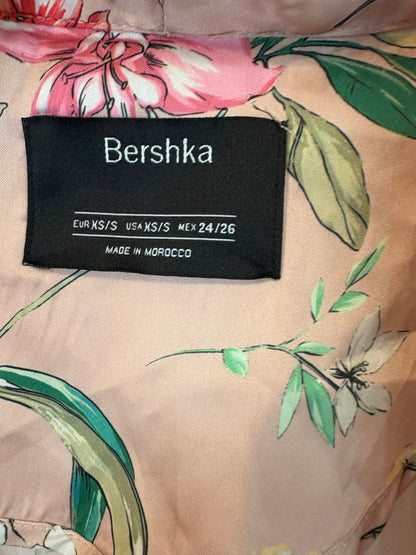 Bershka
EUR XS/S USA XS/S MEX 24/26
MADE IN MOROCCO